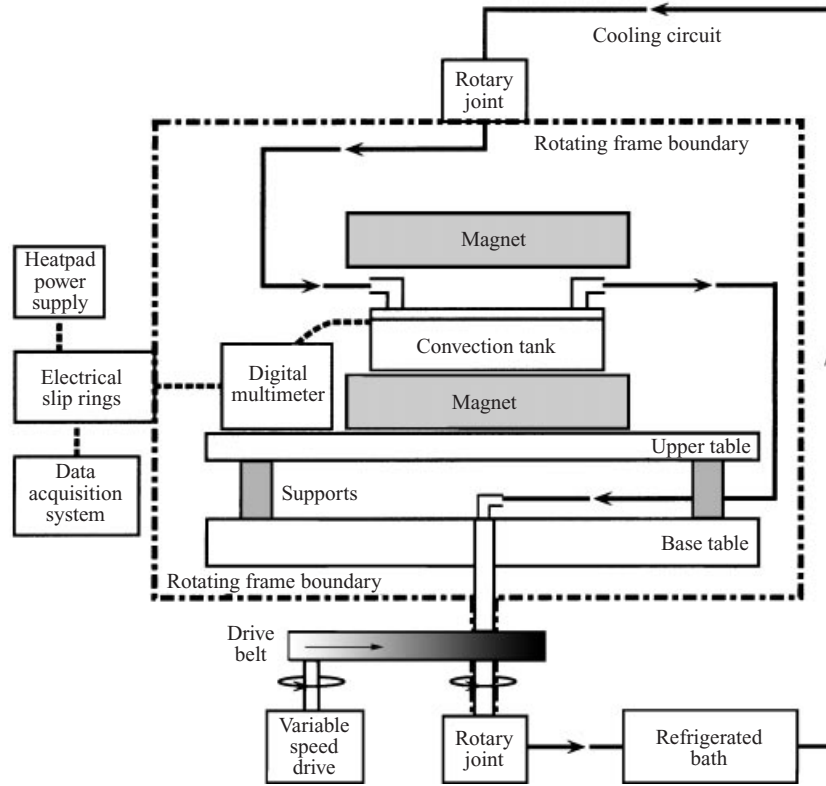 Cooling circuit
Rotary
joint
Rotating frame boundary
Magnet
Heatpad
power
supply
Convection tank
Digital
multimeter
Electrical
slip rings
Magnet
Upper table
Data
acquisition
system
Supports
Base table
Rotating frame boundary
Drive
belt
Variable
speed
drive
Rotary
joint
Refrigerated
bath